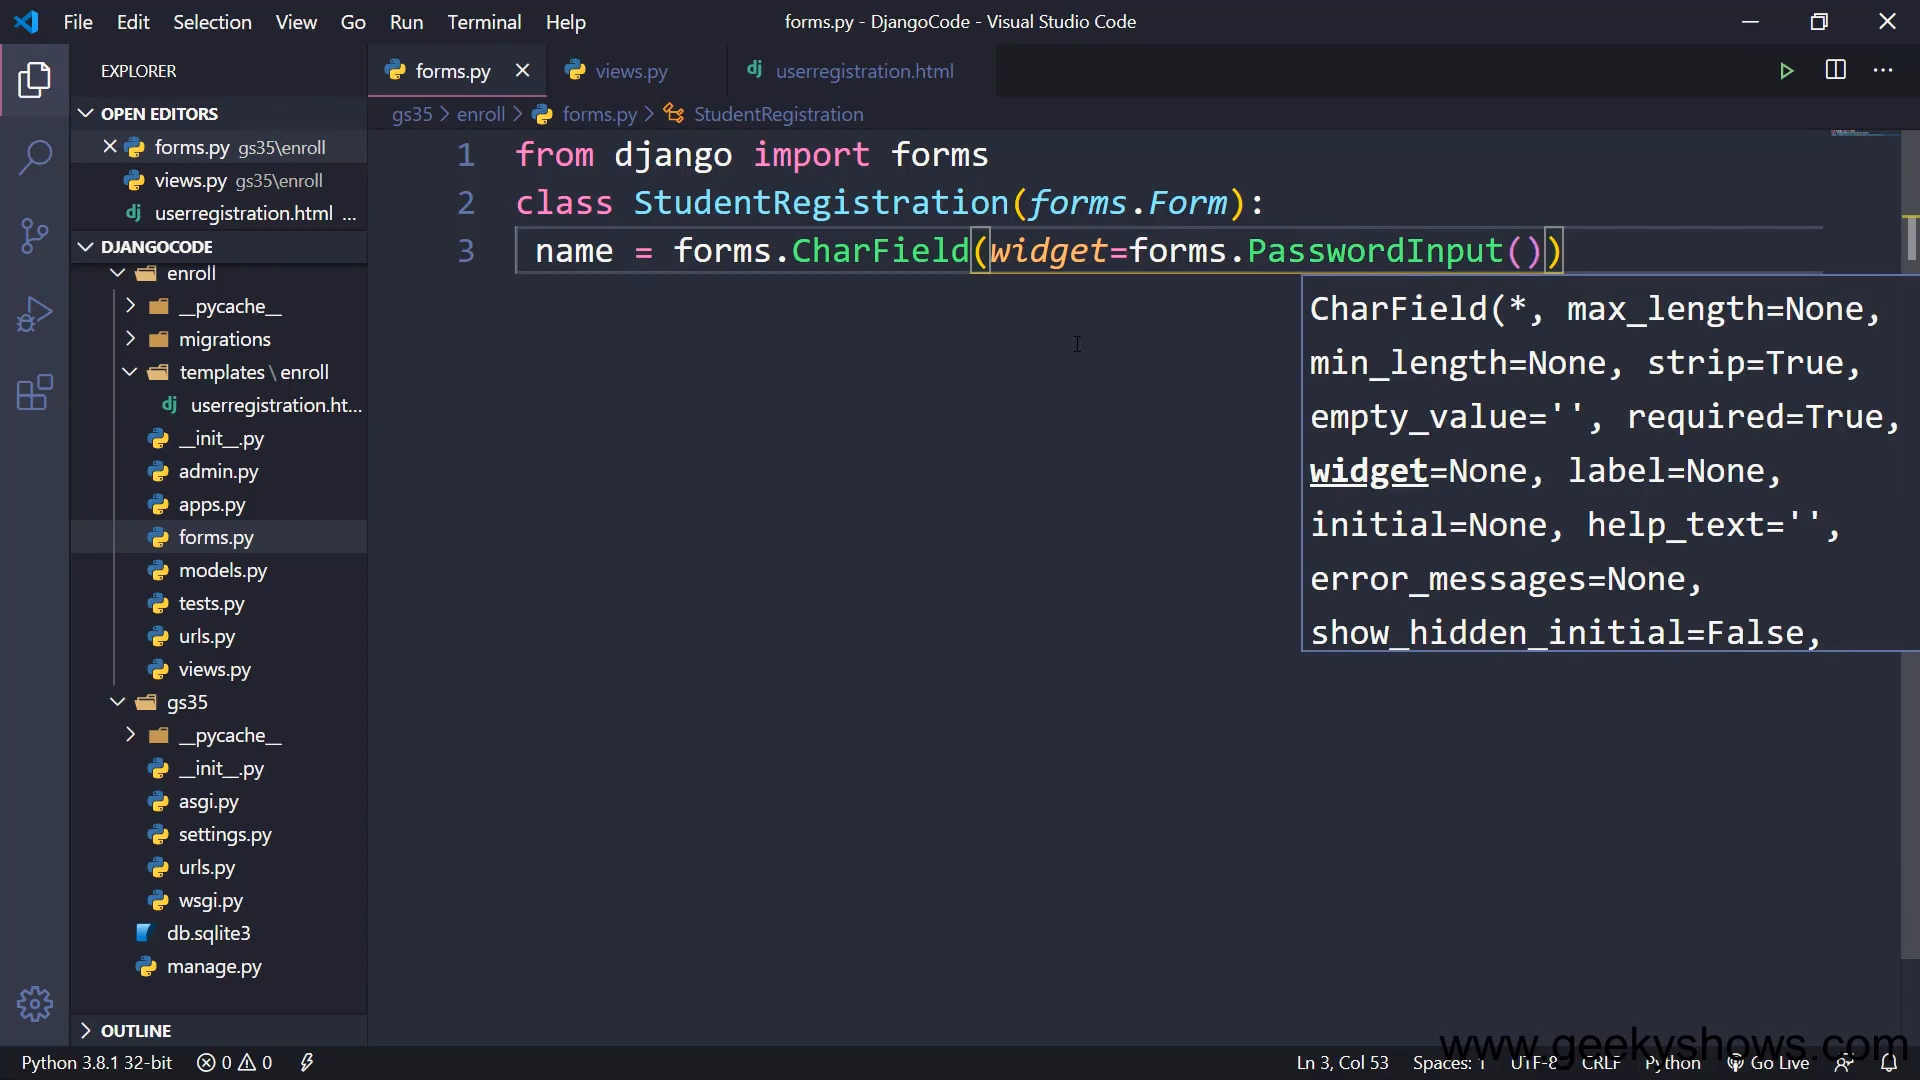 File Edit Selection View Go Run Terminal Help
forms.py - DjangoCode - Visual Studio Code
EXPLORER
OPEN EDITORS
forms.py gs35\enroll
views.py gs35\enroll
userregistration.html ...
DJANGOCODE
enroll
__pycache__
migrations
templates \ enroll
userregistration.ht...
__init__.py
admin.py
apps.py
forms.py
models.py
tests.py
urls.py
views.py
gs35
__pycache__
__init__.py
asgi.py
settings.py
urls.py
wsgi.py
db.sqlite3
manage.py
OUTLINE
forms.py views.py userregistration.html
gs35 > enroll > forms.py > StudentRegistration
1 from django import forms
2 class StudentRegistration(forms.Form):
3 name = forms.CharField(widget=forms.PasswordInput())
CharField(*, max_length=None,
min_length=None, strip=True,
empty_value='', required=True,
widget=None, label=None,
initial=None, help_text='',
error_messages=None,
show_hidden_initial=False,
www.geekyshows.com
Python 3.8.1 32-bit 0 0 Ln 3, Col 53 Spaces: 1 UTF-8 CRLF Python Go Live